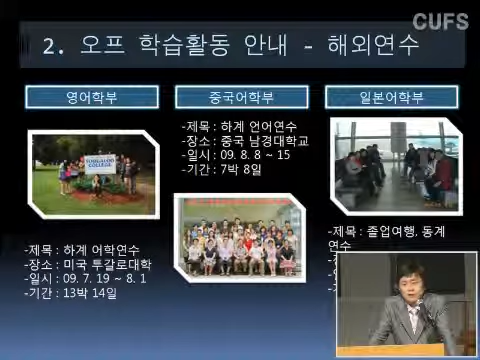 CUFS
2. 오프 학습활동 안내 - 해외연수
영어학부
중국어학부
일본어학부
-제목 : 하계 언어연수
-장소 : 중국 남경대학교
-일시 : 09. 8. 8 ~ 15
-기간 : 7박 8일
-제목 : 하계 어학연수
-장소 : 미국 투갈로대학
-일시 : 09. 7. 19 ~ 8. 1
-기간 : 13박 14일
-제목 : 졸업여행, 동계
연수
TOUGALOO
COLLEGE